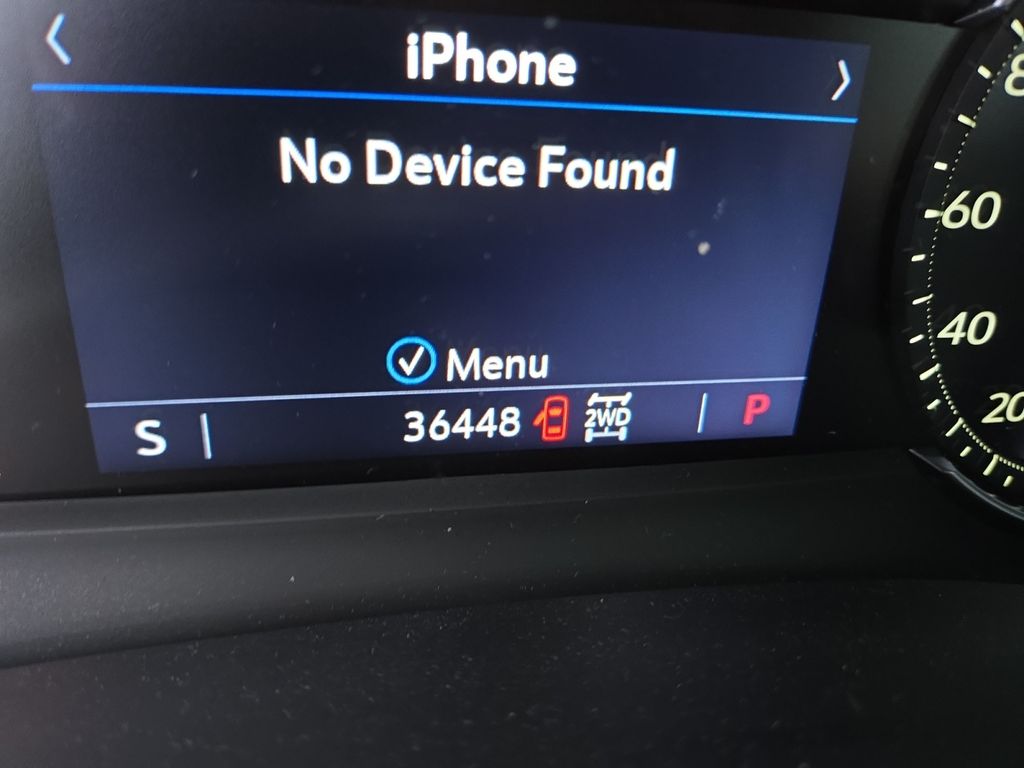 iPhone
No Device Found
Menu
S 36448 2WD P
60
40
20